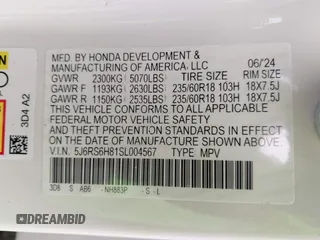 MFD. BY HONDA DEVELOPMENT &
MANUFACTURING OF AMERICA, LLC 06/24
GVWR 2300KG 5070LBS TIRE SIZE RIM SIZE
GAWR F 1193KG 2630LBS 235/60R18 103H 18X7.5J
GAWR R 1150KG 2535LBS 235/60R18 103H 18X7.5J
THIS VEHICLE CONFORMS TO ALL APPLICABLE
FEDERAL MOTOR VEHICLE SAFETY
AND THEFT PREVENTION STANDARDS IN EFFECT
ON THE DATE OF MANUFACTURE SHOWN ABOVE.
V.I.N. 5J6RS6H81SL004567 TYPE MPV
3D8 S AB6 - NH883P - S - L
3D4 A2
DREAMBID